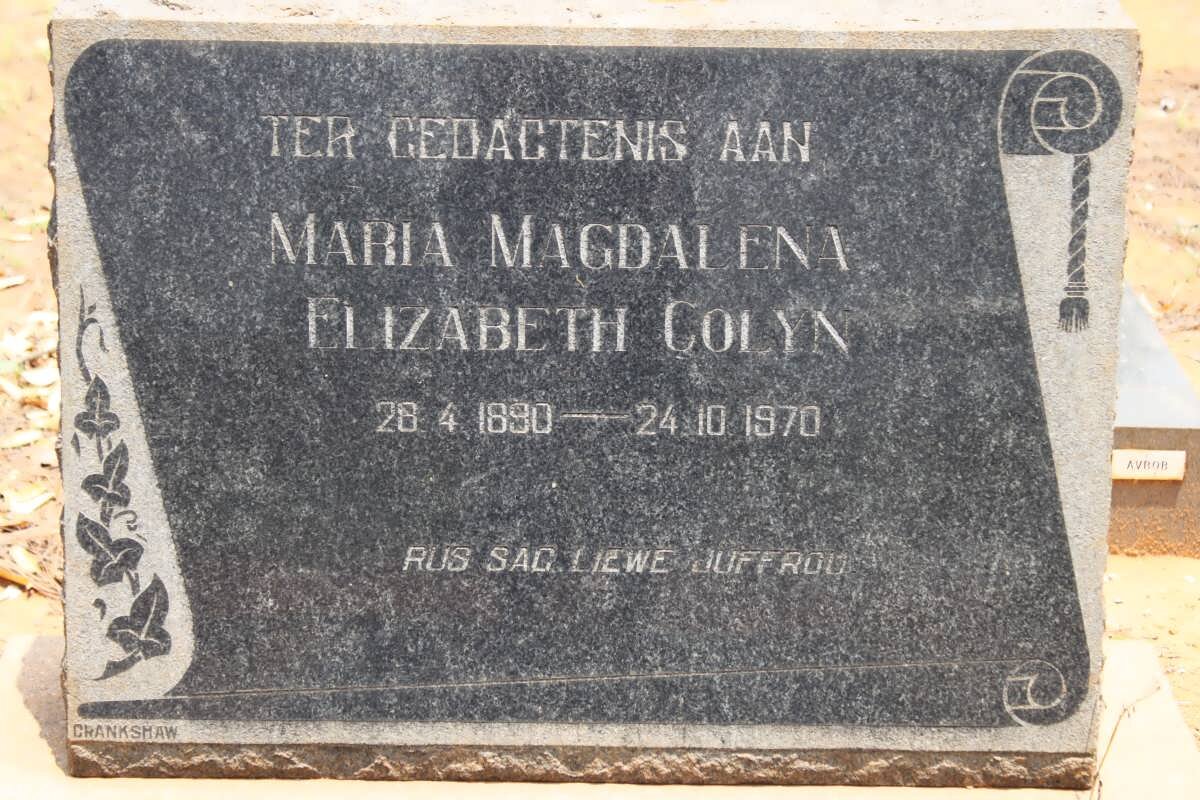 TER GEDAGTENIS AAN
MARIA MAGDALENA
ELIZABETH COLYN
28 4 1890 — 24 10 1970
RUS SAG LIEWE JUFFROU
CRANKSHAW
AVBOB